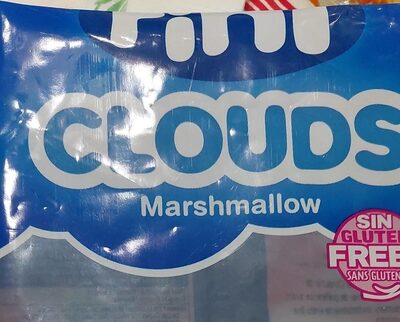 CLOUDS
Marshmallow
SIN
GLUTEN
FREE
SANS GLUTEN